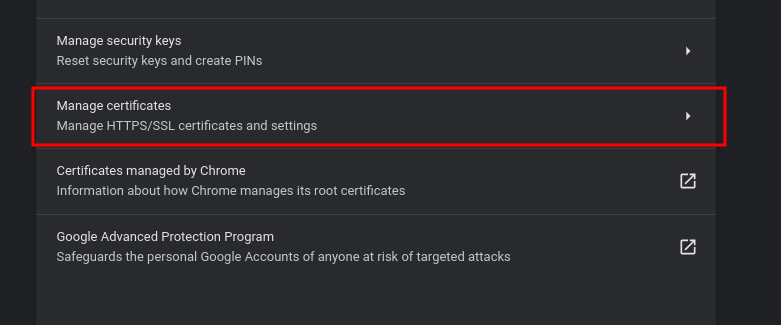 Manage security keys
Reset security keys and create PINs
Manage certificates
Manage HTTPS/SSL certificates and settings
Certificates managed by Chrome
Information about how Chrome manages its root certificates
Google Advanced Protection Program
Safeguards the personal Google Accounts of anyone at risk of targeted attacks